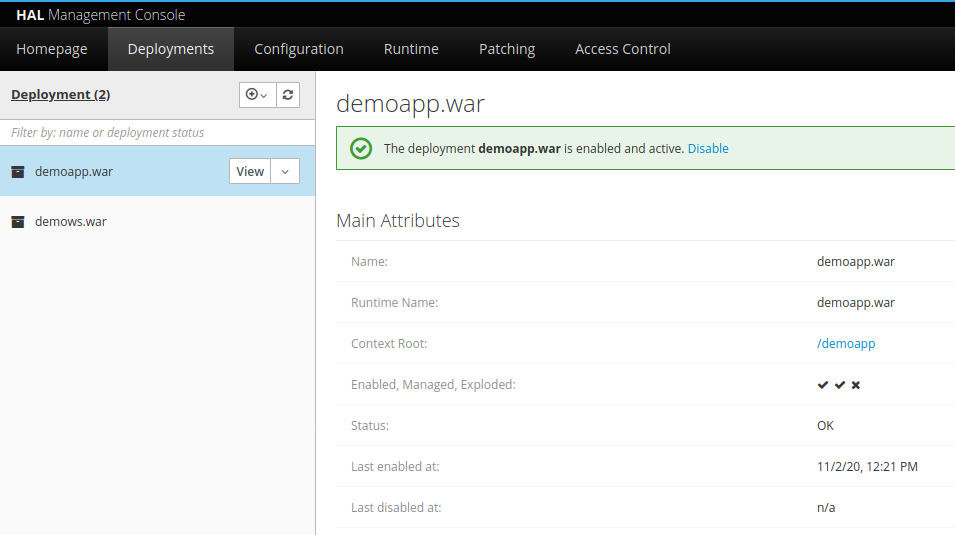 HAL Management Console
Homepage Deployments Configuration Runtime Patching Access Control
Deployment (2)
Filter by: name or deployment status
demoapp.war View
demows.war
demoapp.war
The deployment demoapp.war is enabled and active. Disable
Main Attributes
Name: demoapp.war
Runtime Name: demoapp.war
Context Root: /demoapp
Enabled, Managed, Exploded:
Status: OK
Last enabled at: 11/2/20, 12:21 PM
Last disabled at: n/a